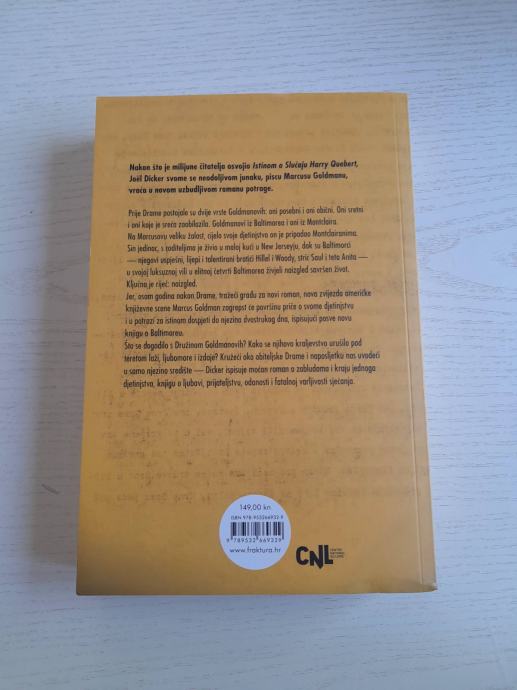 Nakon što je milijune čitatelja osvojio Istinom o Slučaju Harry Quebert,
Joël Dicker svome se neodoljivom junaku, piscu Marcusu Goldmanu,
vraća u novom uzbudljivom romanu potrage.
Prije Drame postojale su dvije vrste Goldmanovih: oni posebni i oni obični. Oni sretni
i oni koje je sreća zaobilazila. Goldmanovi iz Baltimorea i oni iz Montclaira.
Na Marcusovu veliku žalost, cijelo svoje djetinjstvo on je pripadao Montclairanima.
Sin jedinac, s roditeljima je živio u maloj kući u New Jerseyju, dok su Baltimorci
— njegovi uspješni, lijepi i talentirani bratići Hillel i Woody, stric Saul i teta Anita —
u svojoj luksuznoj vili u elitnoj četvrti Baltimorea živjeli naizgled savršen život.
Ključna je riječ: naizgled.
Jer, osam godina nakon Drame, tražeći građu za novi roman, nova zvijezda američke
književne scene Marcus Goldman zagrepst će površinu priče o svome djetinjstvu
i u potrazi za istinom dospjeti do njezina dvostrukog dna, ispisujući posve novu
knjigu o Baltimoreu.
Što se dogodilo s Družinom Goldmanovih? Kako se njihovo kraljevstvo urušilo pod
teretom laži, ljubomore i izdaje? Kružeći oko obiteljske Drame i naposljetku nas uvodeći
u samo njezino središte — Dicker ispisuje moćan roman o zabludama i kraju jednoga
djetinjstva, knjigu o ljubavi, prijateljstvu, odanosti i fatalnoj varljivosti sjećanja.
149,00 kn
ISBN 978-953266932-9
9 789532 669329
www.fraktura.hr
CNL